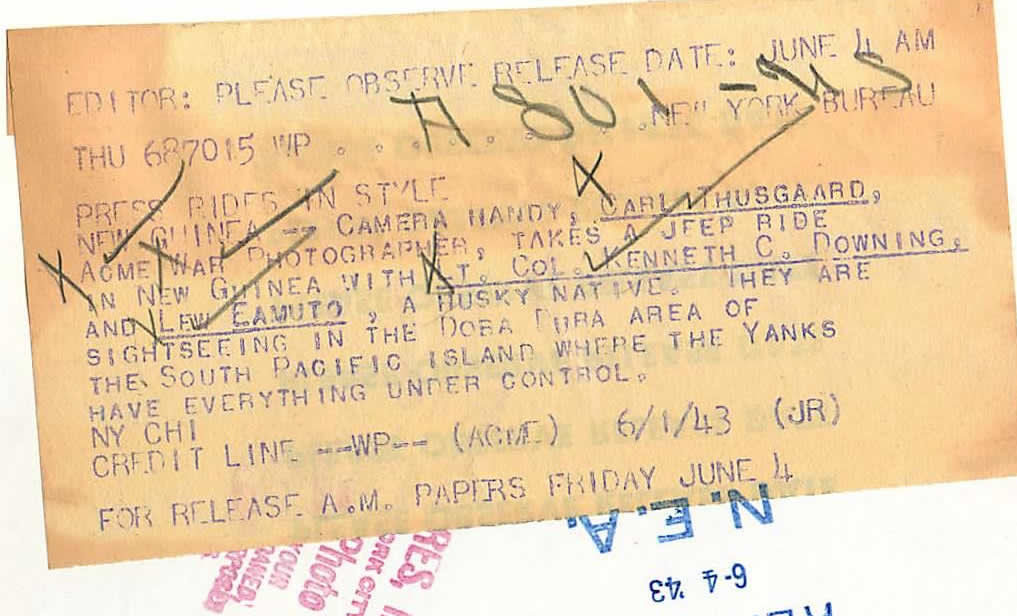 EDITOR: PLEASE OBSERVE RELEASE DATE: JUNE 4 AM
A 801 - US
THU 687015 WP . . . . . . . . .NEW YORK BUREAU
PRESS RIDES IN STYLE
NEW GUINEA -- CAMERA HANDY, CARL THUSGAARD,
ACME WAR PHOTOGRAPHER, TAKES A JEEP RIDE
IN NEW GUINEA WITH LT. COL. KENNETH C. DOWNING,
AND LEW EAMUTO , A HUSKY NATIVE. THEY ARE
SIGHTSEEING IN THE DOBA DUBA AREA OF
THE SOUTH PACIFIC ISLAND WHERE THE YANKS
HAVE EVERYTHING UNDER CONTROL.
NY CHI
CREDIT LINE --WP-- (ACME) 6/1/43 (JR)
FOR RELEASE A.M. PAPERS FRIDAY JUNE 4
N.E.A.
6-4 '43
Photo